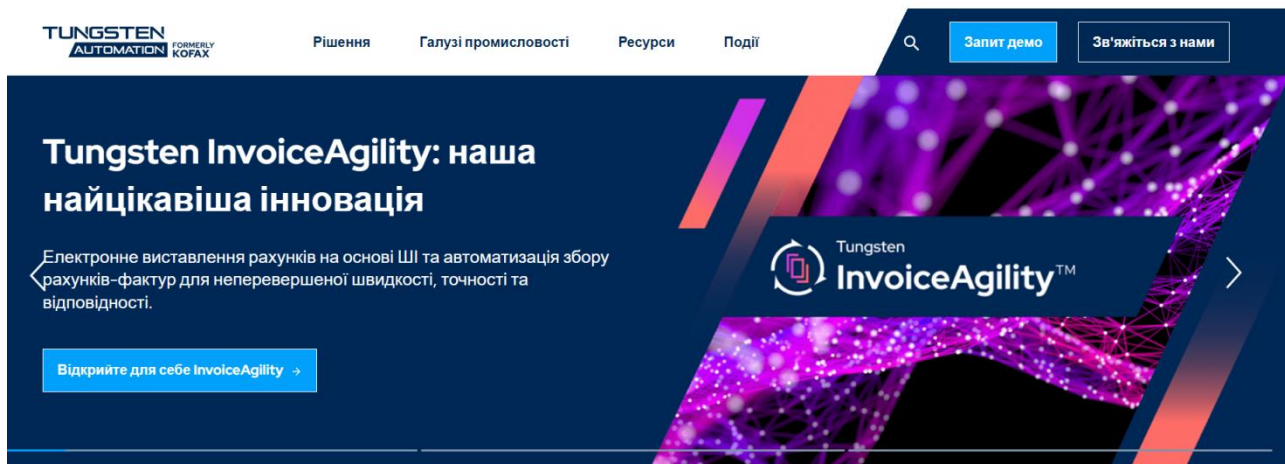 TUNGSTEN
AUTOMATION FORMERLY KOFAX
Рішення Галузі промисловості Ресурси Події Запит демо Зв'яжіться з нами
Tungsten InvoiceAgility: наша
найцікавіша інновація
Електронне виставлення рахунків на основі ШІ та автоматизація збору
рахунків-фактур для неперевершеної швидкості, точності та
відповідності.
Відкрийте для себе InvoiceAgility →
Tungsten
InvoiceAgility™